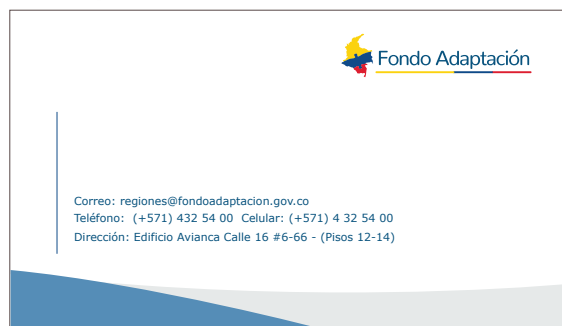 Fondo Adaptación
Correo: regiones@fondoadaptacion.gov.co
Teléfono: (+571) 432 54 00 Celular: (+571) 4 32 54 00
Dirección: Edificio Avianca Calle 16 #6-66 - (Pisos 12-14)